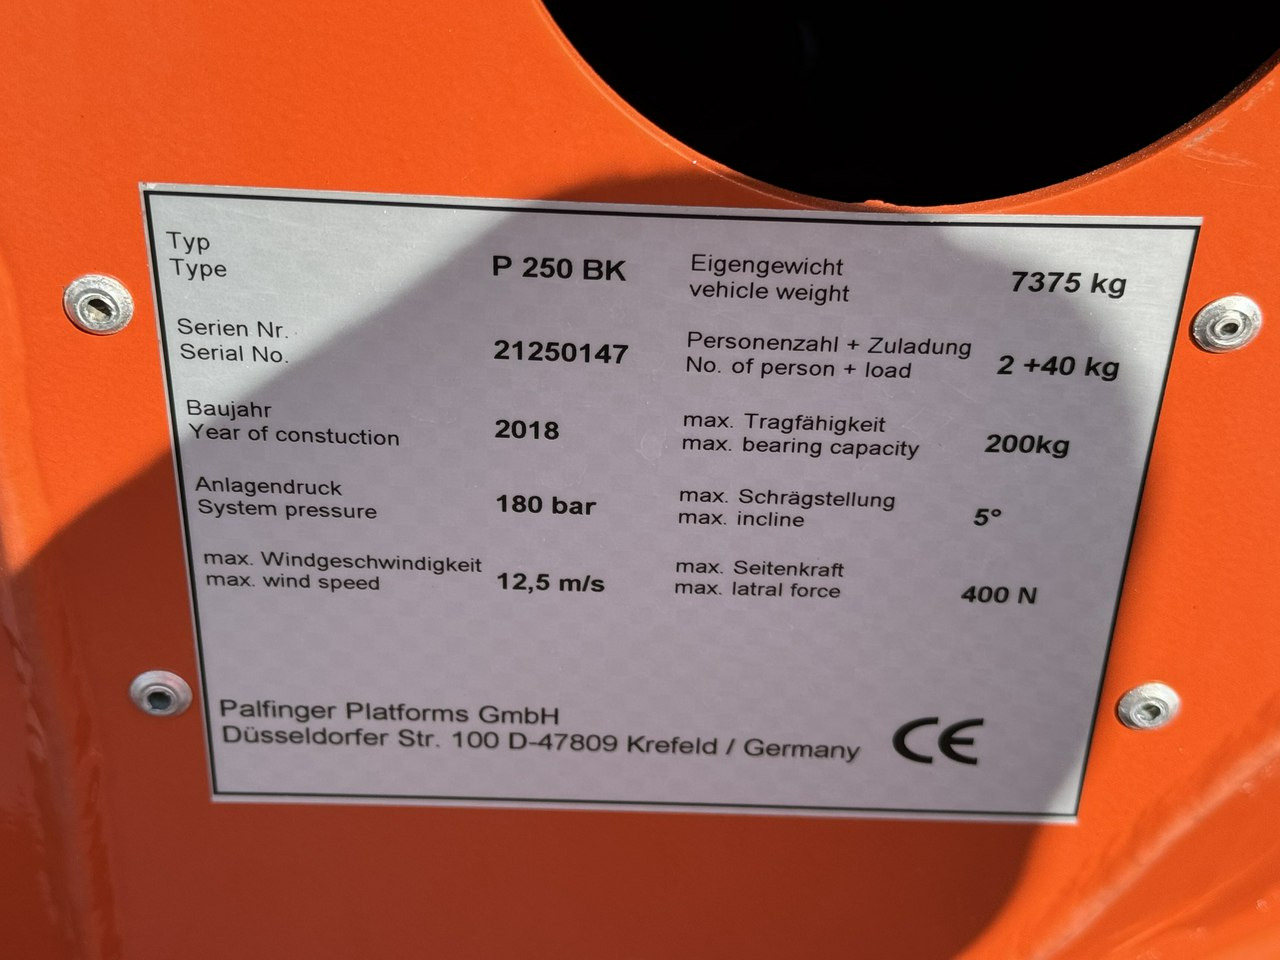 Typ
Type
P 250 BK
Serien Nr.
Serial No.
21250147
Baujahr
Year of constuction
2018
Anlagendruck
System pressure
180 bar
max. Windgeschwindigkeit
max. wind speed
12,5 m/s
Eigengewicht
vehicle weight
7375 kg
Personenzahl + Zuladung
No. of person + load
2 +40 kg
max. Tragfähigkeit
max. bearing capacity
200kg
max. Schrägstellung
max. incline
5°
max. Seitenkraft
max. latral force
400 N
Palfinger Platforms GmbH
Düsseldorfer Str. 100 D-47809 Krefeld / Germany
CE